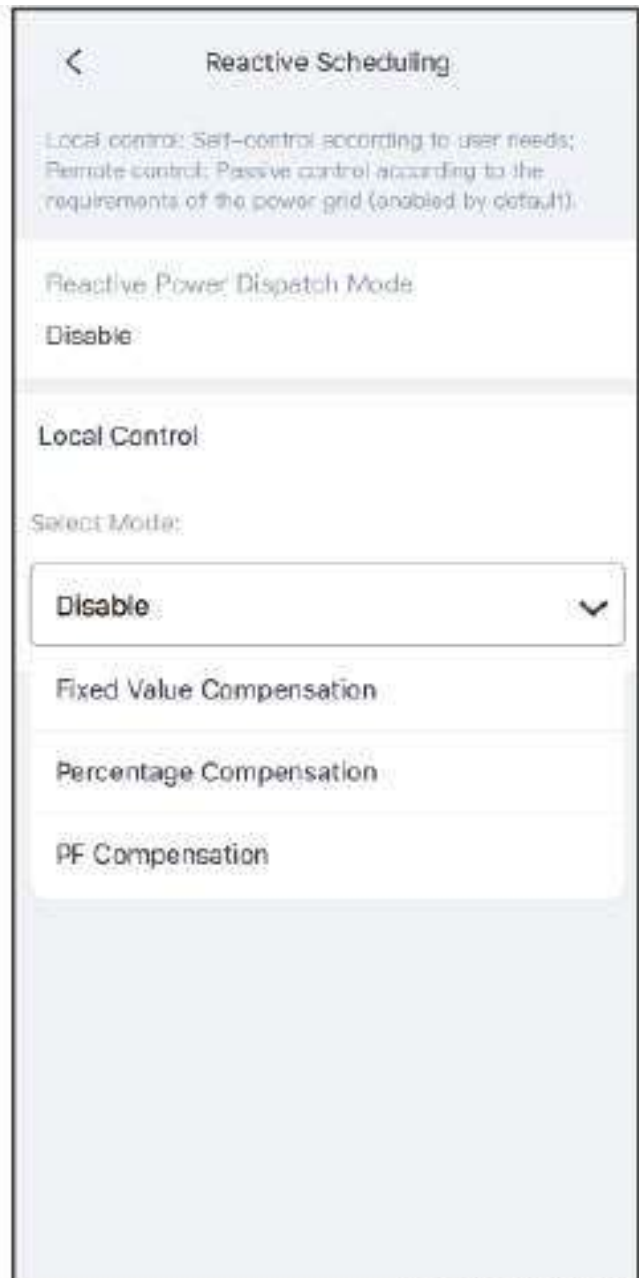 Reactive Scheduling
Local control: Self-control according to user needs;
Remote control: Passive control according to the
requirements of the power grid (enabled by default).
Reactive Power Dispatch Mode
Disable
Local Control
Select Mode:
Disable
Fixed Value Compensation
Percentage Compensation
PF Compensation